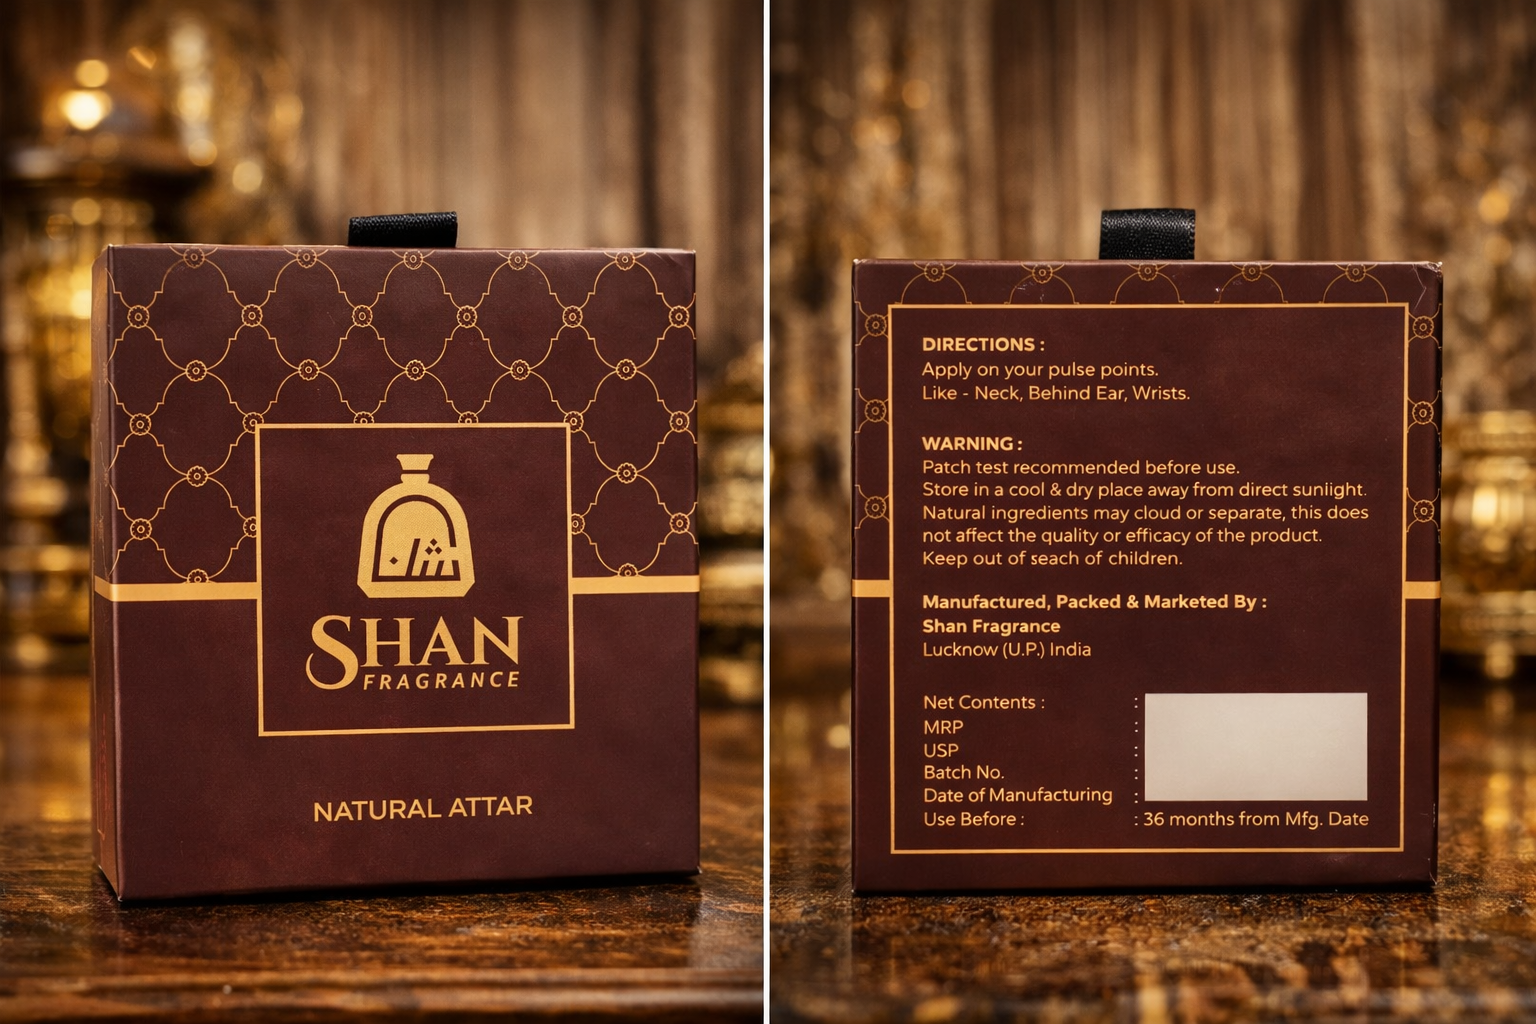 SHAN
FRAGRANCE
NATURAL ATTAR
DIRECTIONS :
Apply on your pulse points.
Like - Neck, Behind Ear, Wrists.
WARNING :
Patch test recommended before use.
Store in a cool & dry place away from direct suniight.
Natural ingredients may cloud or separate, this does
not affect the quality or efficacy of the product.
Keep out of seach of children.
Manufactured, Packed & Marketed By :
Shan Fragrance
Lucknow (U.P.) India
Net Contents : :
MRP :
USP :
Batch No. :
Date of Manufacturing :
Use Before : : 36 months from Mfg. Date